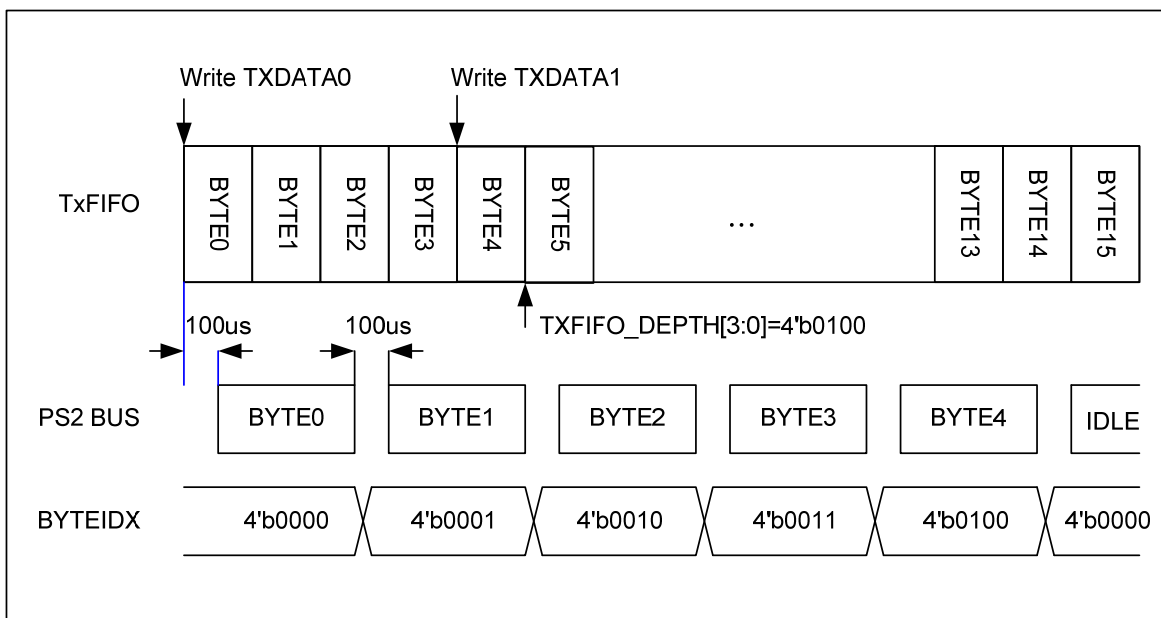 Write TXDATA0 Write TXDATA1
TxFIFO BYTE0 BYTE1 BYTE2 BYTE3 BYTE4 BYTE5 ... BYTE13 BYTE14 BYTE15
100us 100us TXFIFO_DEPTH[3:0]=4'b0100
PS2 BUS BYTE0 BYTE1 BYTE2 BYTE3 BYTE4 IDLE
BYTEIDX 4'b0000 4'b0001 4'b0010 4'b0011 4'b0100 4'b0000